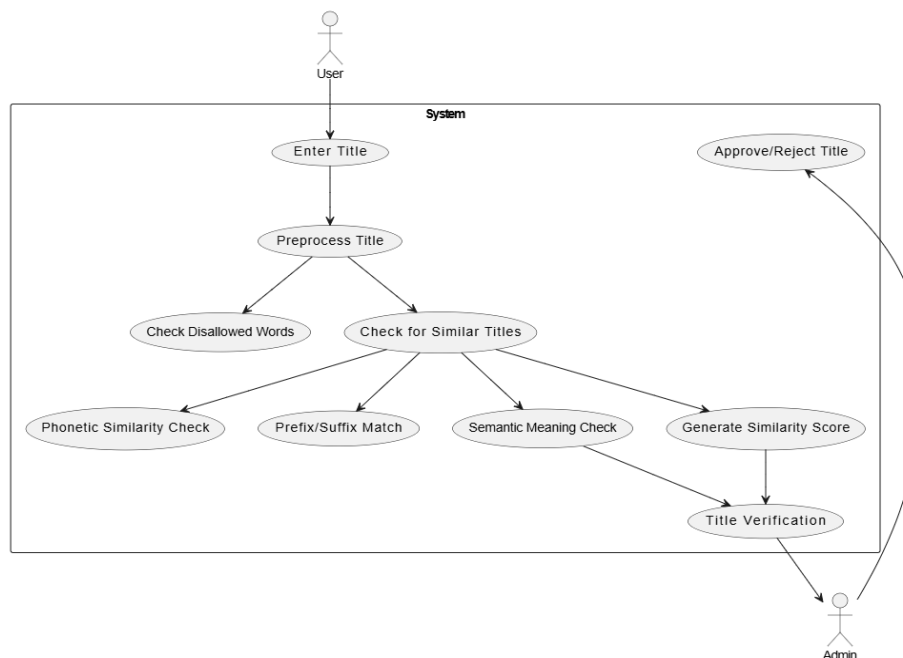 User
System
Enter Title
Approve/Reject Title
Preprocess Title
Check Disallowed Words
Check for Similar Titles
Phonetic Similarity Check
Prefix/Suffix Match
Semantic Meaning Check
Generate Similarity Score
Title Verification
Admin